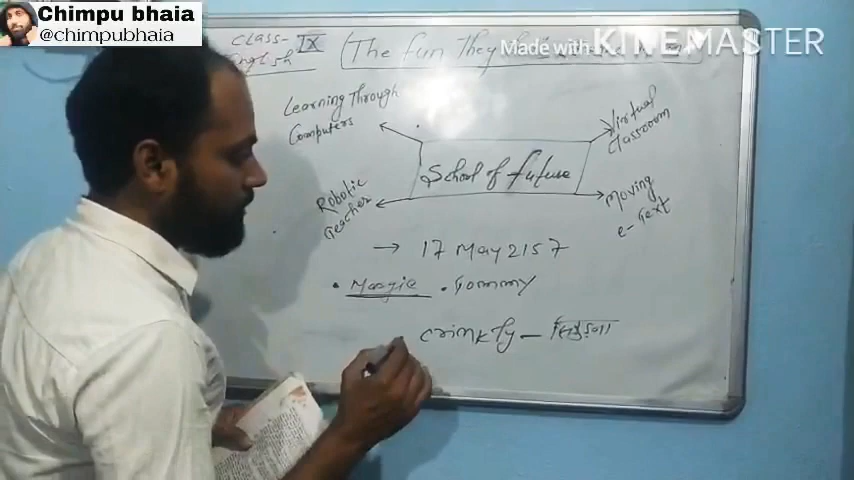 Chimpu bhaia
@chimpubhaia
Class- IX
English
(The fun They
Made with KINEMASTER
Learning Through
Computers
Virtual
Classroom
School of future
Robotic
Teacher
Moving
e-Text
→ 17 May 2157
• Margie • Tommy
crinkly -